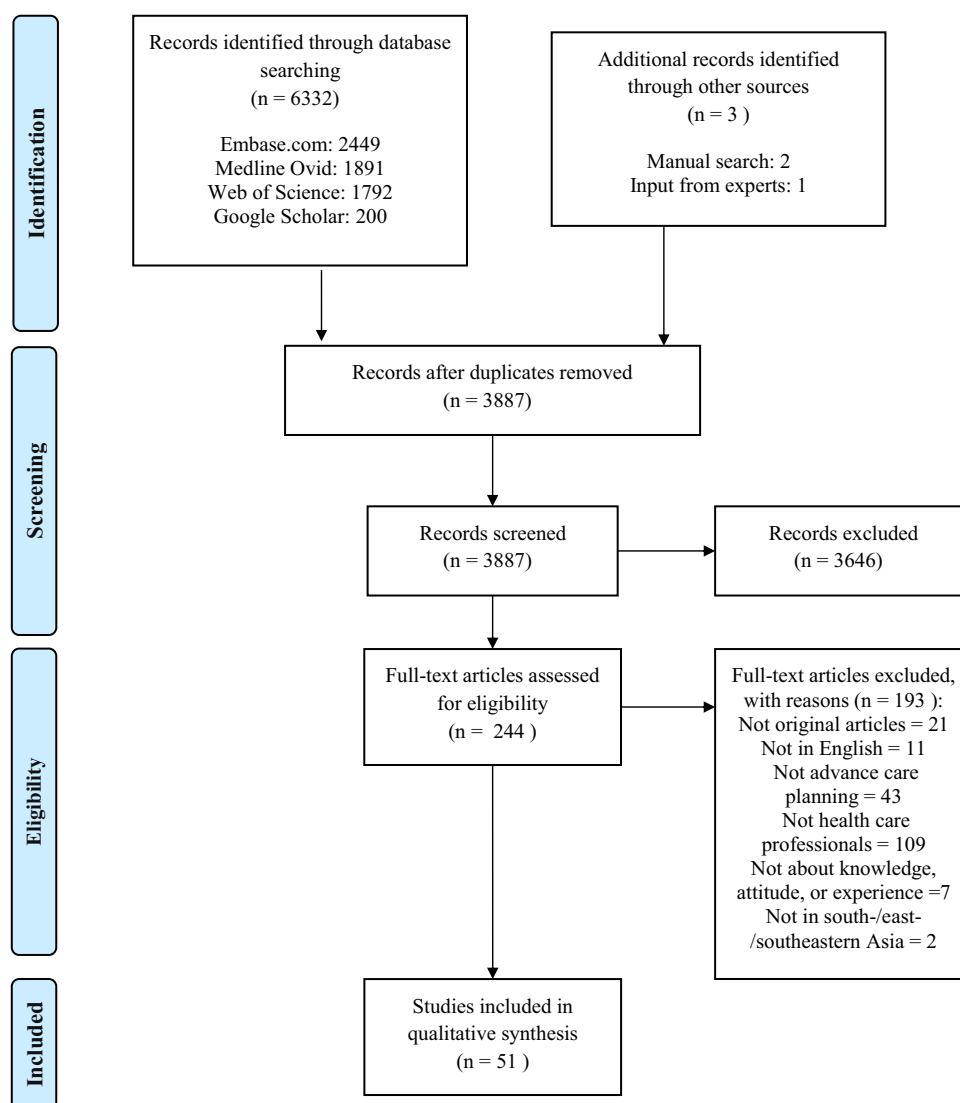 Identification
Records identified through database
searching
(n = 6332)
Embase.com: 2449
Medline Ovid: 1891
Web of Science: 1792
Google Scholar: 200
Additional records identified
through other sources
(n = 3 )
Manual search: 2
Input from experts: 1
Screening
Records after duplicates removed
(n = 3887)
Records screened
(n = 3887)
Records excluded
(n = 3646)
Eligibility
Full-text articles assessed
for eligibility
(n = 244 )
Full-text articles excluded,
with reasons (n = 193 ):
Not original articles = 21
Not in English = 11
Not advance care
planning = 43
Not health care
professionals = 109
Not about knowledge,
attitude, or experience =7
Not in south-/east-
/southeastern Asia = 2
Included
Studies included in
qualitative synthesis
(n = 51 )